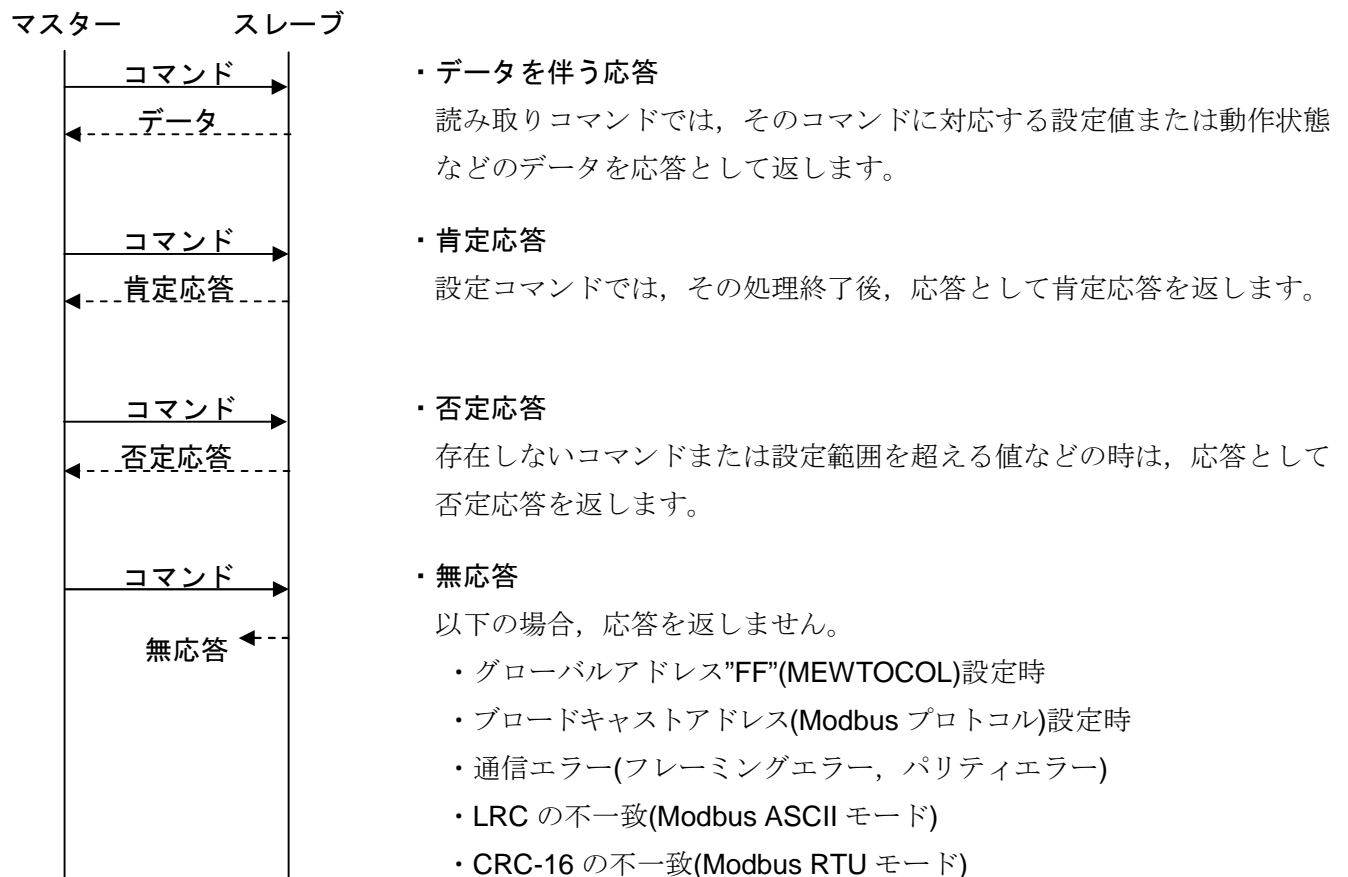 マスター スレーブ
コマンド ・データを伴う応答
データ 読み取りコマンドでは，そのコマンドに対応する設定値または動作状態
などのデータを応答として返します。
コマンド ・肯定応答
肯定応答 設定コマンドでは，その処理終了後，応答として肯定応答を返します。
コマンド ・否定応答
否定応答 存在しないコマンドまたは設定範囲を超える値などの時は，応答として
否定応答を返します。
コマンド ・無応答
以下の場合，応答を返しません。
無応答
・グローバルアドレス”FF”(MEWTOCOL)設定時
・ブロードキャストアドレス(Modbus プロトコル)設定時
・通信エラー(フレーミングエラー，パリティエラー)
・LRC の不一致(Modbus ASCII モード)
・CRC-16 の不一致(Modbus RTU モード)